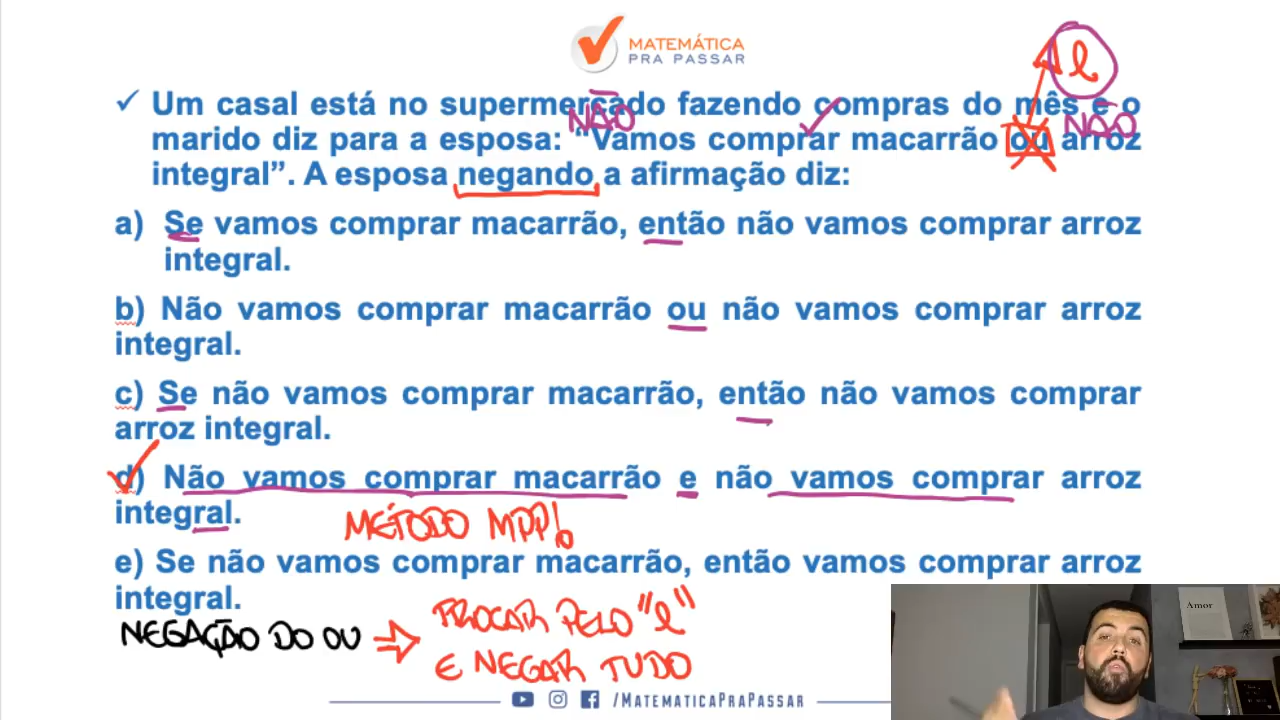 MATEMÁTICA
PRA PASSAR
e
✓ Um casal está no supermercado fazendo compras do mês e o
NÃO
NÃO
marido diz para a esposa: “Vamos comprar macarrão ou arroz
integral”. A esposa negando a afirmação diz:
a) Se vamos comprar macarrão, então não vamos comprar arroz
integral.
b) Não vamos comprar macarrão ou não vamos comprar arroz
integral.
c) Se não vamos comprar macarrão, então não vamos comprar
arroz integral.
d) Não vamos comprar macarrão e não vamos comprar arroz
integral.
MÉTODO MPP!
e) Se não vamos comprar macarrão, então vamos comprar arroz
integral.
NEGAÇÃO DO OU ⇒ TROCAR PELO "e"
E NEGAR TUDO
/MATEMATICAPRAPASSAR
Amor